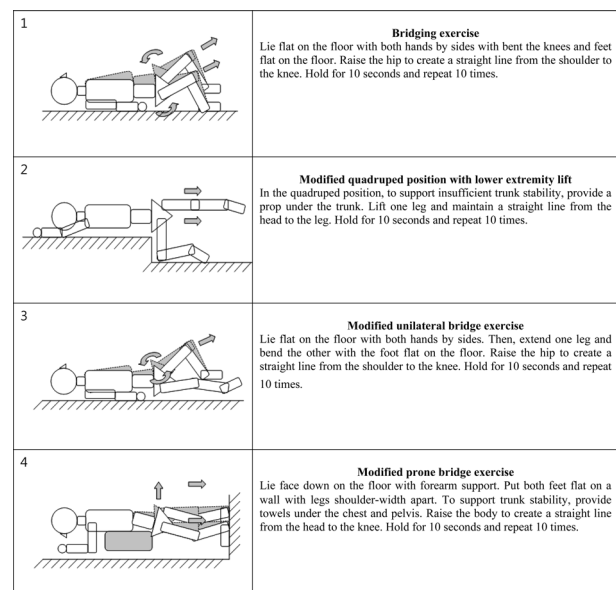 1
Bridging exercise
Lie flat on the floor with both hands by sides with bent the knees and feet
flat on the floor. Raise the hip to create a straight line from the shoulder to
the knee. Hold for 10 seconds and repeat 10 times.
2
Modified quadruped position with lower extremity lift
In the quadruped position, to support insufficient trunk stability, provide a
prop under the trunk. Lift one leg and maintain a straight line from the
head to the leg. Hold for 10 seconds and repeat 10 times.
3
Modified unilateral bridge exercise
Lie flat on the floor with both hands by sides. Then, extend one leg and
bend the other with the foot flat on the floor. Raise the hip to create a
straight line from the shoulder to the knee. Hold for 10 seconds and repeat
10 times.
4
Modified prone bridge exercise
Lie face down on the floor with forearm support. Put both feet flat on a
wall with legs shoulder-width apart. To support trunk stability, provide
towels under the chest and pelvis. Raise the body to create a straight line
from the head to the knee. Hold for 10 seconds and repeat 10 times.